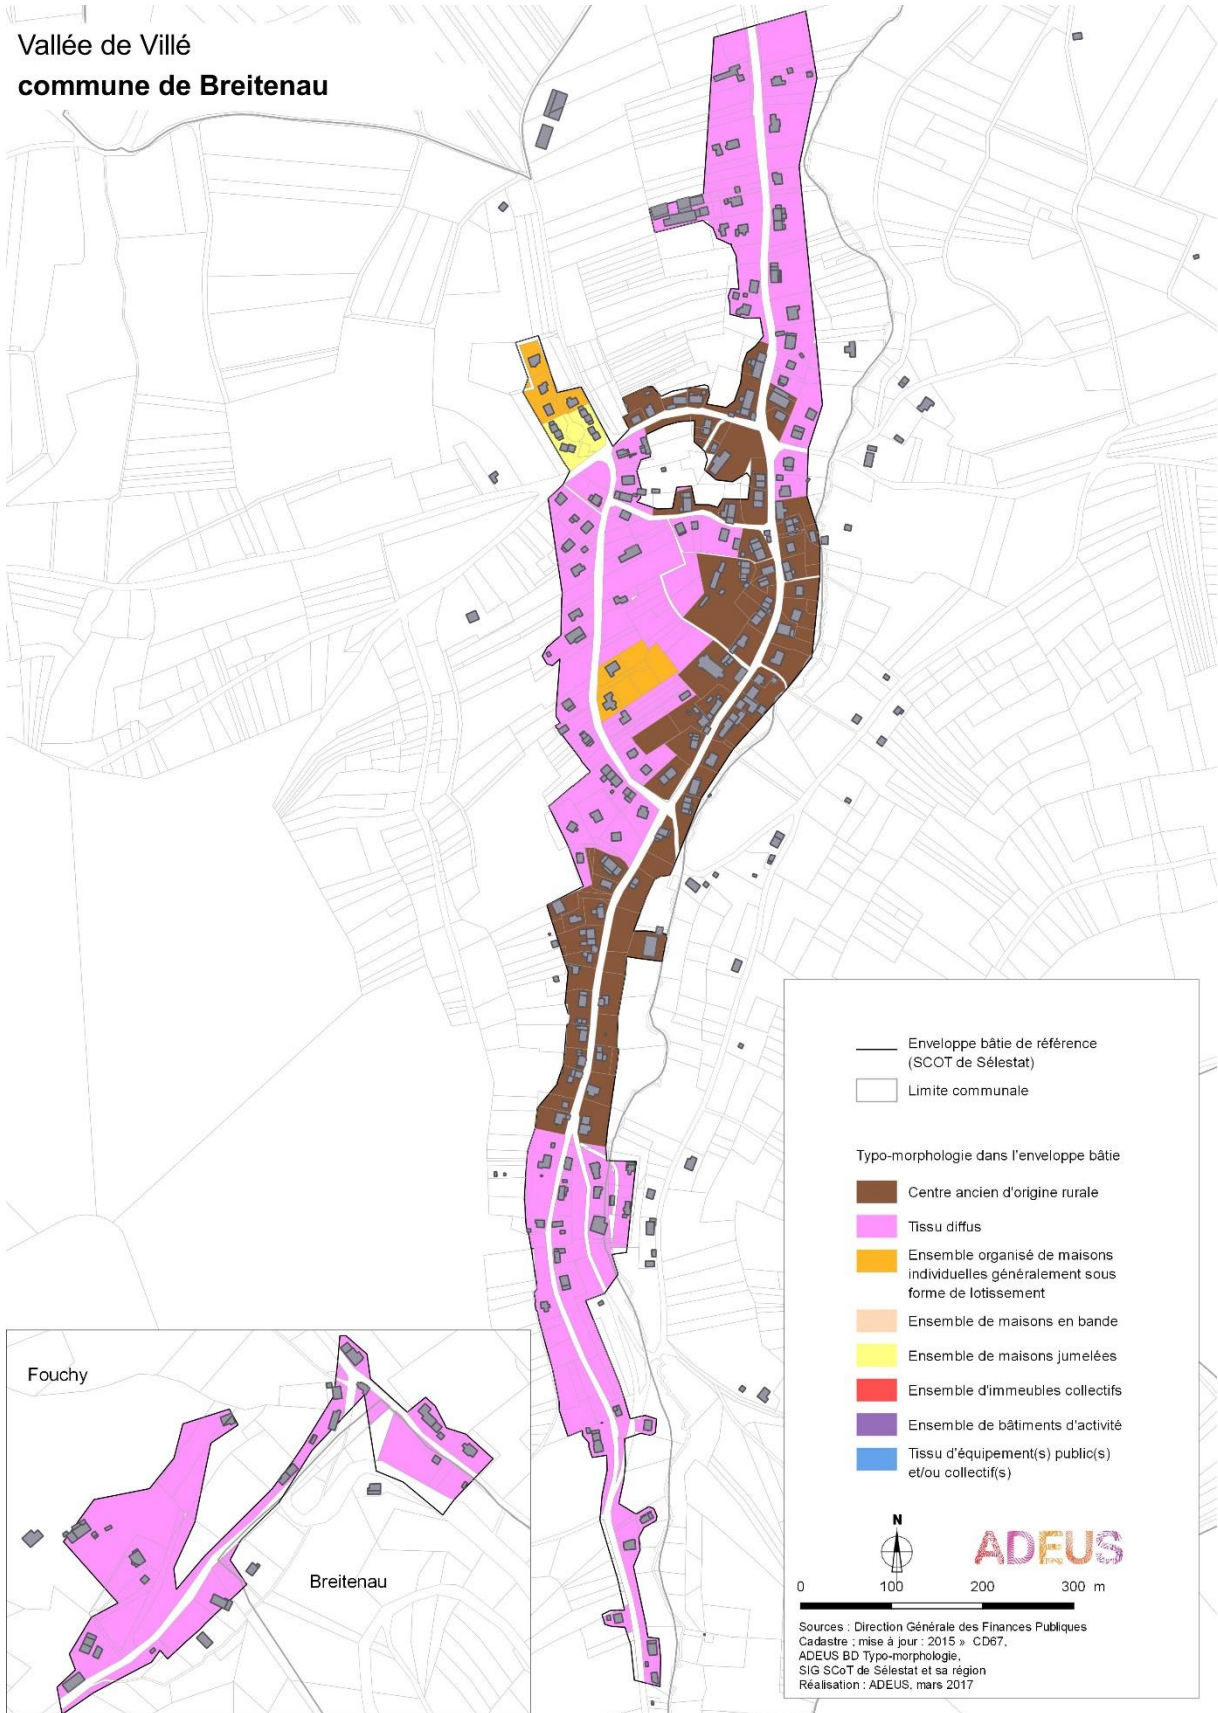 Vallée de Villé
commune de Breitenau
Enveloppe bâtie de référence
(SCOT de Sélestat)
Limite communale
Typo-morphologie dans l'enveloppe bâtie
Centre ancien d'origine rurale
Tissu diffus
Ensemble organisé de maisons
individuelles généralement sous
forme de lotissement
Ensemble de maisons en bande
Ensemble de maisons jumelées
Ensemble d'immeubles collectifs
Ensemble de bâtiments d'activité
Tissu d'équipement(s) public(s)
et/ou collectif(s)
Fouchy
Breitenau
N
ADEUS
0 100 200 300 m
Sources : Direction Générale des Finances Publiques
Cadastre ; mise à jour : 2015 » CD67,
ADEUS BD Typo-morphologie,
SIG SCoT de Sélestat et sa région
Réalisation : ADEUS, mars 2017